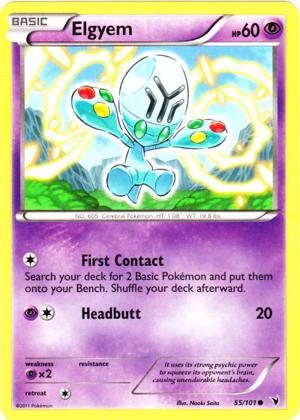 BASIC
Elgyem HP60
NO. 605 Cerebral Pokémon HT: 1'08" WT: 19.8 lbs.
First Contact
Search your deck for 2 Basic Pokémon and put them
onto your Bench. Shuffle your deck afterward.
Headbutt 20
weakness resistance
×2
It uses its strong psychic power
to squeeze its opponent's brain,
causing unendurable headaches.
retreat
©2011 Pokémon
Illus. Naoki Saito 55/101